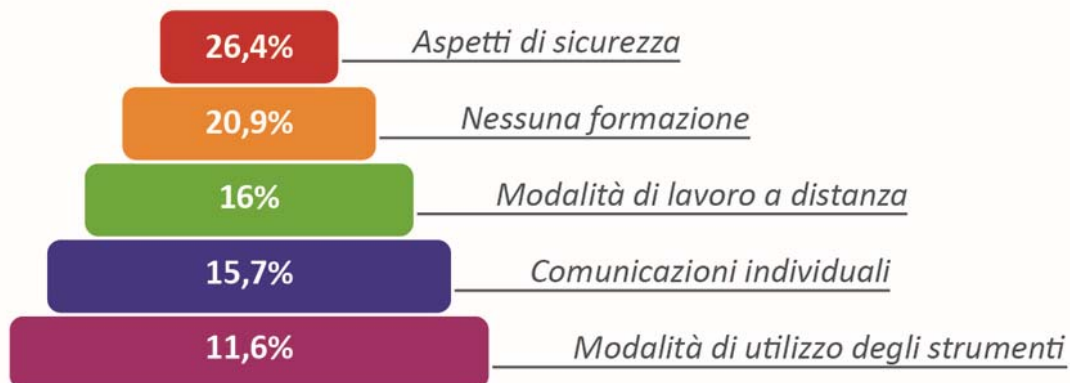 26,4% Aspetti di sicurezza
20,9% Nessuna formazione
16% Modalità di lavoro a distanza
15,7% Comunicazioni individuali
11,6% Modalità di utilizzo degli strumenti